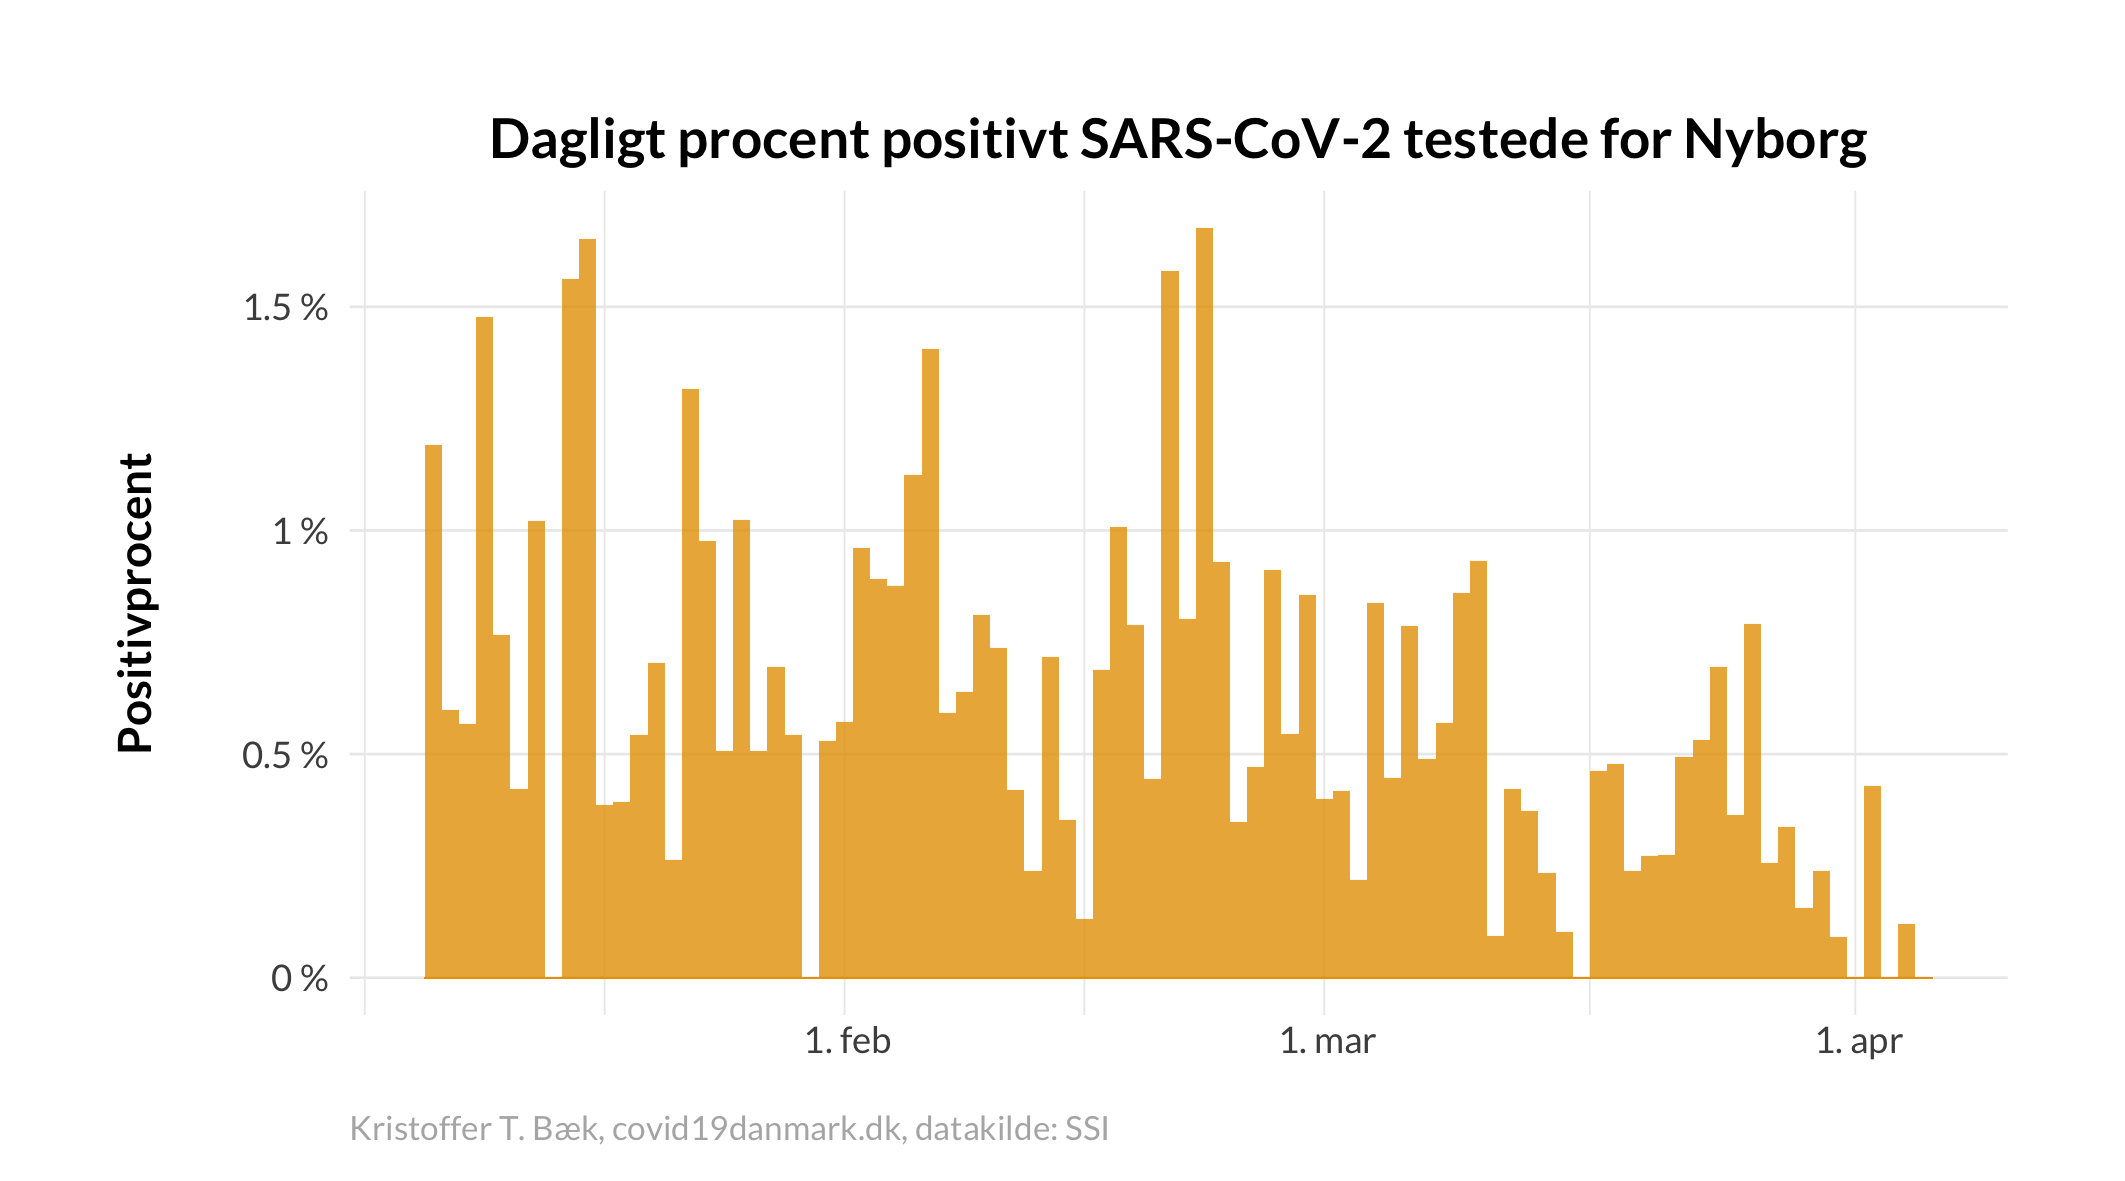 Dagligt procent positivt SARS-CoV-2 testede for Nyborg
Positivprocent
1.5 %
1 %
0.5 %
0 %
1. feb
1. mar
1. apr
Kristoffer T. Bæk, covid19danmark.dk, datakilde: SSI